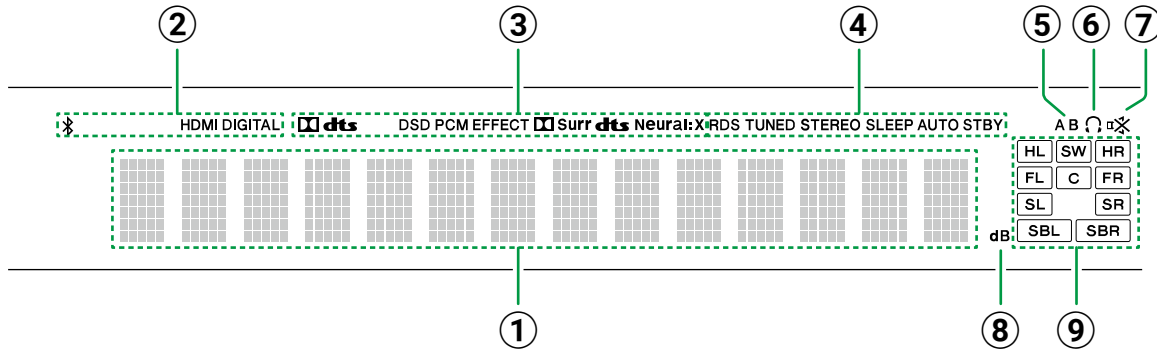 ② ③ ④ ⑤ ⑥ ⑦
HDMI DIGITAL dts DSD PCM EFFECT Surr dts Neural:X RDS TUNED STEREO SLEEP AUTO STBY A B
HL SW HR
FL C FR
SL SR
dB SBL SBR
① ⑧ ⑨